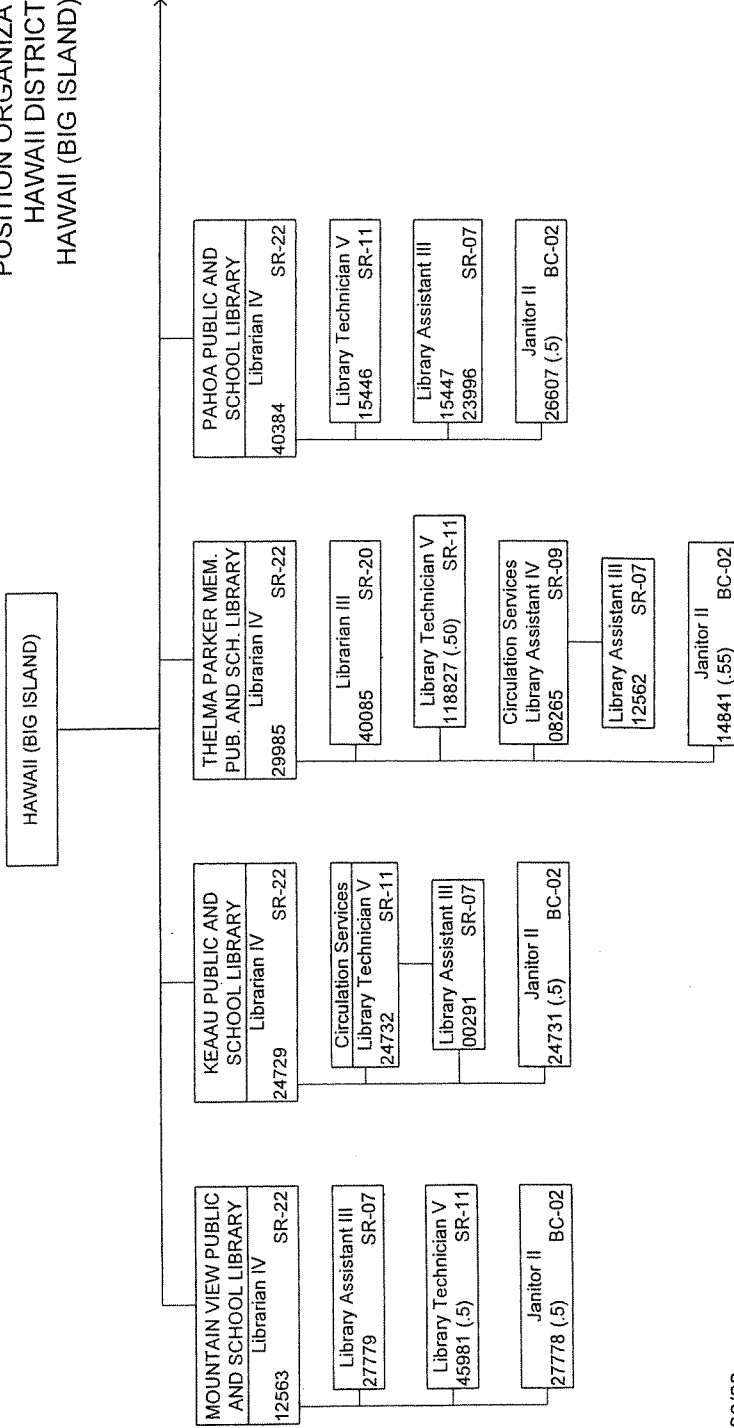 POSITION ORGANIZA
HAWAII DISTRICT
HAWAII (BIG ISLAND)
HAWAII (BIG ISLAND)
MOUNTAIN VIEW PUBLIC
AND SCHOOL LIBRARY
Librarian IV
12563 SR-22
Library Assistant III
27779 SR-07
Library Technician V
45981 (.5) SR-11
Janitor II
27778 (.5) BC-02
KEAAU PUBLIC AND
SCHOOL LIBRARY
Librarian IV
24729 SR-22
Circulation Services
Library Technician V
24732 SR-11
Library Assistant III
00291 SR-07
Janitor II
24731 (.5) BC-02
THELMA PARKER MEM.
PUB. AND SCH. LIBRARY
Librarian IV
29985 SR-22
Librarian III
40085 SR-20
Library Technician V
118827 (.50) SR-11
Circulation Services
Library Assistant IV
08265 SR-09
Library Assistant III
12562 SR-07
Janitor II
14841 (.55) BC-02
PAHOA PUBLIC AND
SCHOOL LIBRARY
Librarian IV
40384 SR-22
Library Technician V
15446 SR-11
Library Assistant III
15447 SR-07
23996
Janitor II
26607 (.5) BC-02